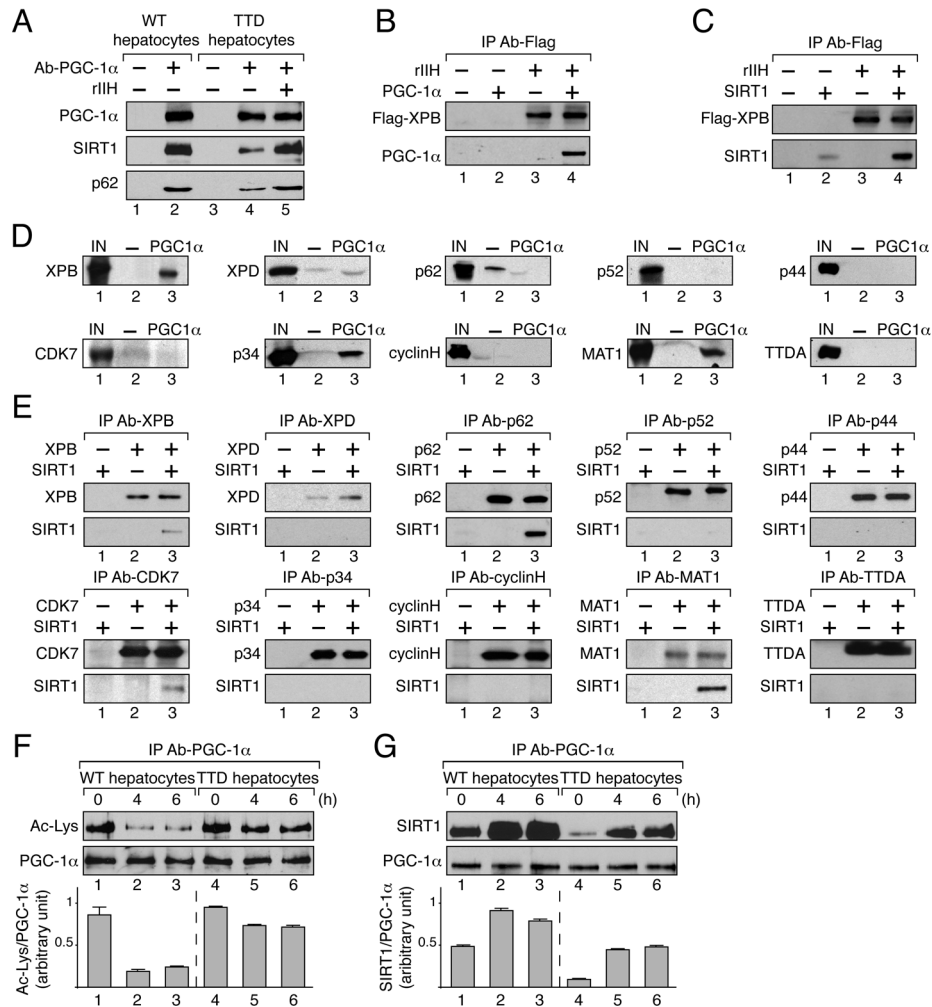 A
WT hepatocytes
TTD hepatocytes
Ab-PGC-1α – + – + +
rIIH +
PGC-1α
SIRT1
p62
1 2 3 4 5
B
IP Ab-Flag
rIIH – – + +
PGC-1α – + – +
Flag-XPB
PGC-1α
1 2 3 4
C
IP Ab-Flag
rIIH – – + +
SIRT1 – + – +
Flag-XPB
SIRT1
1 2 3 4
D
IN – PGC1α
XPB
1 2 3
IN – PGC1α
XPD
1 2 3
IN – PGC1α
p62
1 2 3
IN – PGC1α
p52
1 2 3
IN – PGC1α
p44
1 2 3
IN – PGC1α
CDK7
1 2 3
IN – PGC1α
p34
1 2 3
IN – PGC1α
cyclinH
1 2 3
IN – PGC1α
MAT1
1 2 3
IN – PGC1α
TTDA
1 2 3
E
IP Ab-XPB
XPB – + +
SIRT1 + – +
XPB
SIRT1
1 2 3
IP Ab-XPD
XPD – + +
SIRT1 + – +
XPD
SIRT1
1 2 3
IP Ab-p62
p62 – + +
SIRT1 + – +
p62
SIRT1
1 2 3
IP Ab-p52
p52 – + +
SIRT1 + – +
p52
SIRT1
1 2 3
IP Ab-p44
p44 – + +
SIRT1 + – +
p44
SIRT1
1 2 3
IP Ab-CDK7
CDK7 – + +
SIRT1 + – +
CDK7
SIRT1
1 2 3
IP Ab-p34
p34 – + +
SIRT1 + – +
p34
SIRT1
1 2 3
IP Ab-cyclinH
cyclinH – + +
SIRT1 + – +
cyclinH
SIRT1
1 2 3
IP Ab-MAT1
MAT1 – + +
SIRT1 + – +
MAT1
SIRT1
1 2 3
IP Ab-TTDA
TTDA – + +
SIRT1 + – +
TTDA
SIRT1
1 2 3
F
IP Ab-PGC-1α
WT hepatocytes TTD hepatocytes
0 4 6 0 4 6 (h)
Ac-Lys
PGC-1α
1 2 3 4 5 6
Ac-Lys/PGC-1α
(arbitrary unit)
1
0.5
1 2 3 4 5 6
G
IP Ab-PGC-1α
WT hepatocytes TTD hepatocytes
0 4 6 0 4 6 (h)
SIRT1
PGC-1α
1 2 3 4 5 6
SIRT1/PGC-1α
(aribitrary unit)
1
0.5
1 2 3 4 5 6